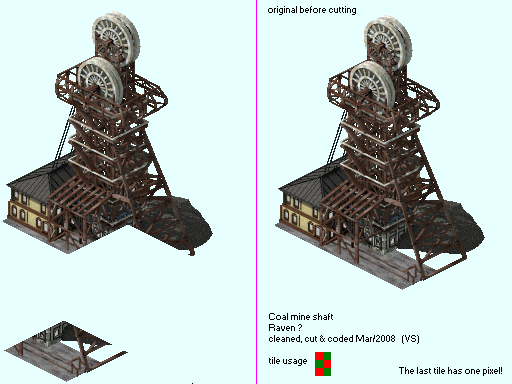 original before cutting
Coal mine shaft
Raven ?
cleaned, cut & coded Mar/2008 (VS)
tile usage
The last tile has one pixel!